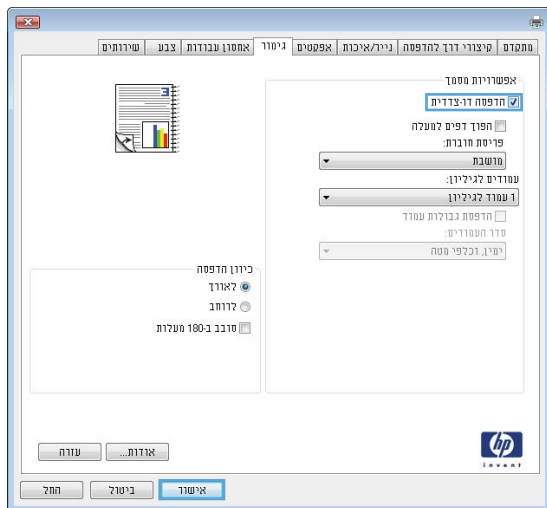 מתקדם קיצורי דרך להדפסה נייר/איכות אפקטים גימור אחסון עבודות צבע שירותים
אפשרויות מסמך
הדפסה דו-צדדית
הפוך דפים למעלה
פריסת חוברת:
מושבת
עמודים לגיליון:
1 עמוד לגיליון
הדפסת גבולות עמוד
סדר העמודים:
ימין, וכלפי מטה
3
כיוון הדפסה
לאורך
לרוחב
סובב ב-180 מעלות
hp
invent
אודות... עזרה
אישור ביטול החל